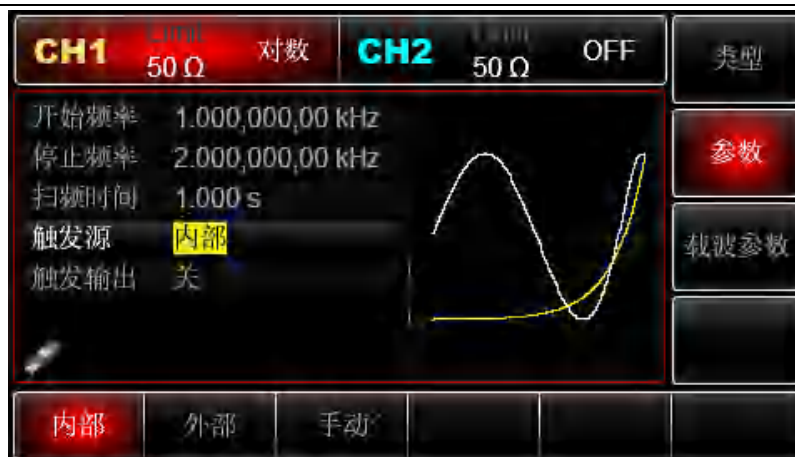 CH1 Limit 50 Ω 对数 CH2 Limit 50 Ω OFF
类型
开始频率 1.000,000,00 kHz
停止频率 2.000,000,00 kHz
参数
扫频时间 1.000 s
触发源 内部
载波参数
触发输出 关
内部 外部 手动